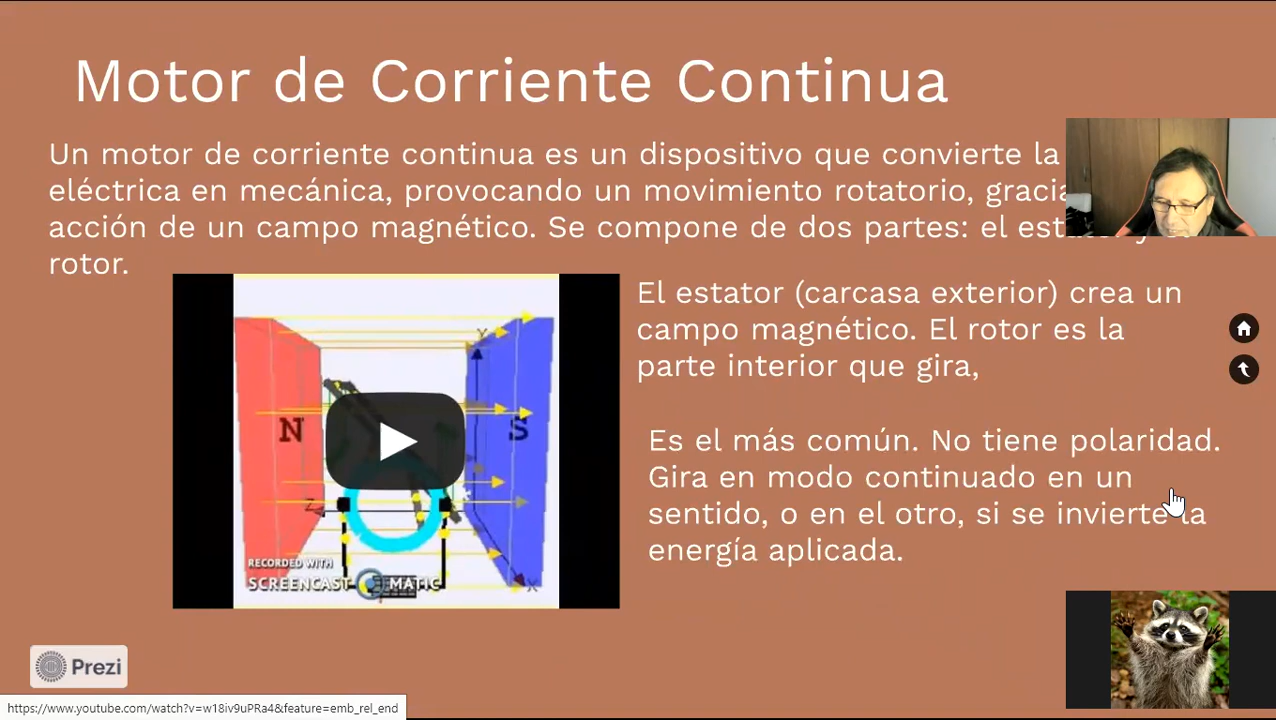 Motor de Corriente Continua
Un motor de corriente continua es un dispositivo que convierte la
eléctrica en mecánica, provocando un movimiento rotatorio,
acción de un campo magnético. Se compone de dos partes: el
rotor.
El estator (carcasa exterior) crea un
campo magnético. El rotor es la
parte interior que gira,
N
S
Y
Z
X
Es el más común. No tiene polaridad.
Gira en modo continuado en un
sentido, o en el otro, si se invierte la
energía aplicada.
RECORDED WITH
SCREENCAST MATIC
Prezi
https://www.youtube.com/watch?v=w18iv9uPRa4&feature=emb_rel_end